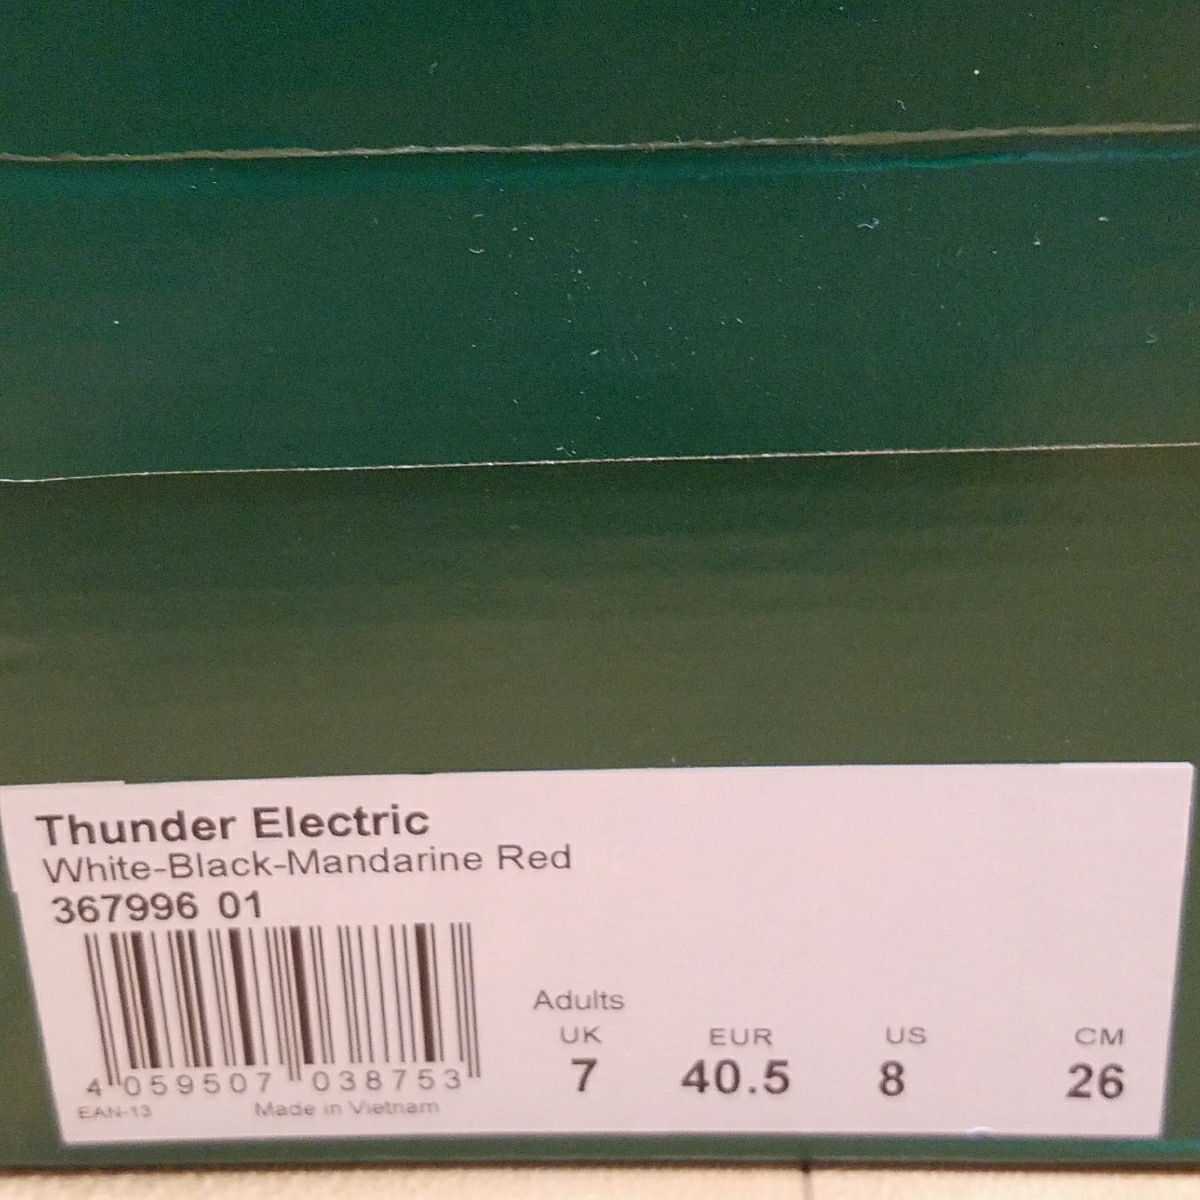 Thunder Electric
White-Black-Mandarine Red
367996 01
Adults
UK EUR US CM
7 40.5 8 26
4 059507 038753
EAN-13 Made in Vietnam